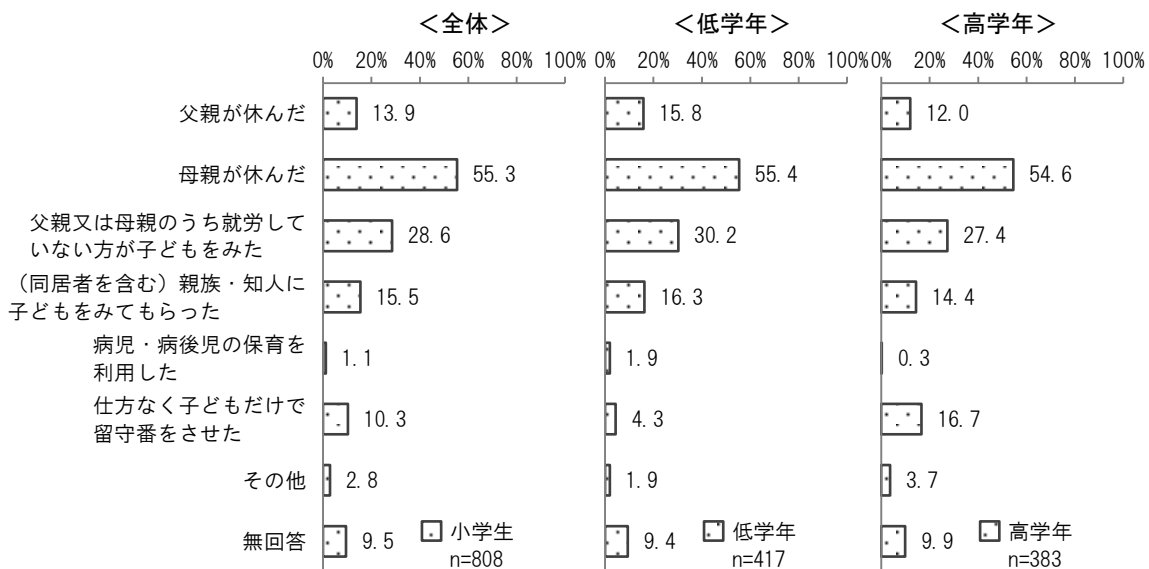 ＜全体＞ ＜低学年＞ ＜高学年＞
0% 20% 40% 60% 80% 100% 0% 20% 40% 60% 80% 100% 0% 20% 40% 60% 80% 100%
父親が休んだ 13.9 15.8 12.0
母親が休んだ 55.3 55.4 54.6
父親又は母親のうち就労して
いない方が子どもをみた 28.6 30.2 27.4
（同居者を含む）親族・知人に
子どもをみてもらった 15.5 16.3 14.4
病児・病後児の保育を
利用した 1.1 1.9 0.3
仕方なく子どもだけで
留守番をさせた 10.3 4.3 16.7
その他 2.8 1.9 3.7
無回答 9.5 小学生 9.4 低学年 9.9 高学年
n=808 n=417 n=383